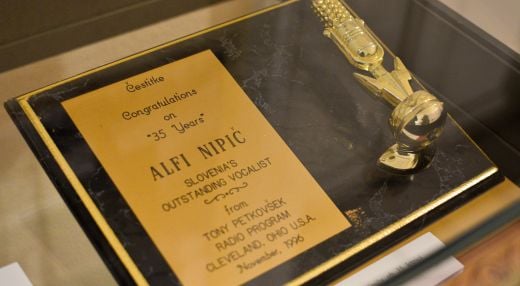 Čestitke
Congratulations
on
"35 Years"
ALFI NIPIČ
SLOVENIA'S
OUTSTANDING VOCALIST
from
TONY PETKOVŠEK
RADIO PROGRAM
CLEVELAND, OHIO U.S.A.
November, 1996